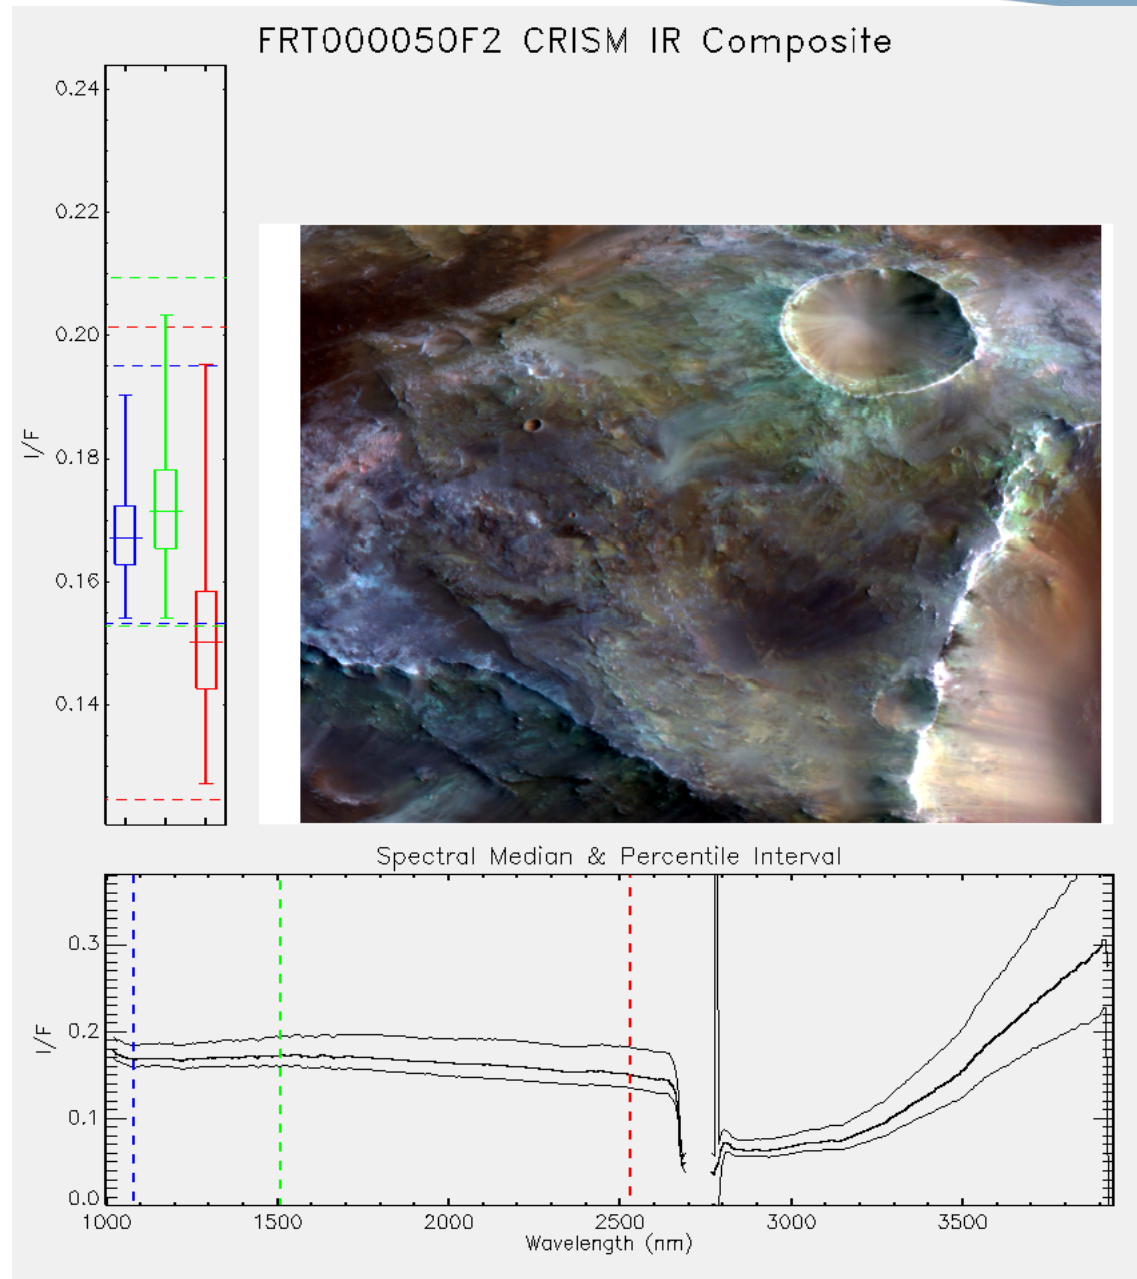 FRT000050F2 CRISM IR Composite
0.24
0.22
0.20
0.18
0.16
0.14
I/F
Spectral Median & Percentile Interval
0.3
0.2
0.1
0.0
I/F
1000 1500 2000 2500 3000 3500
Wavelength (nm)